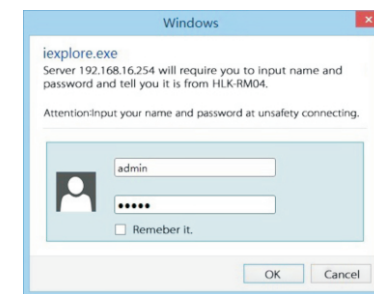 Windows
iexplore.exe
Server 192.168.16.254 will require you to input name and
password and tell you it is from HLK-RM04.
Attention:Input your name and password at unsafety connecting.
admin
•••••
Remeber it.
OK
Cancel